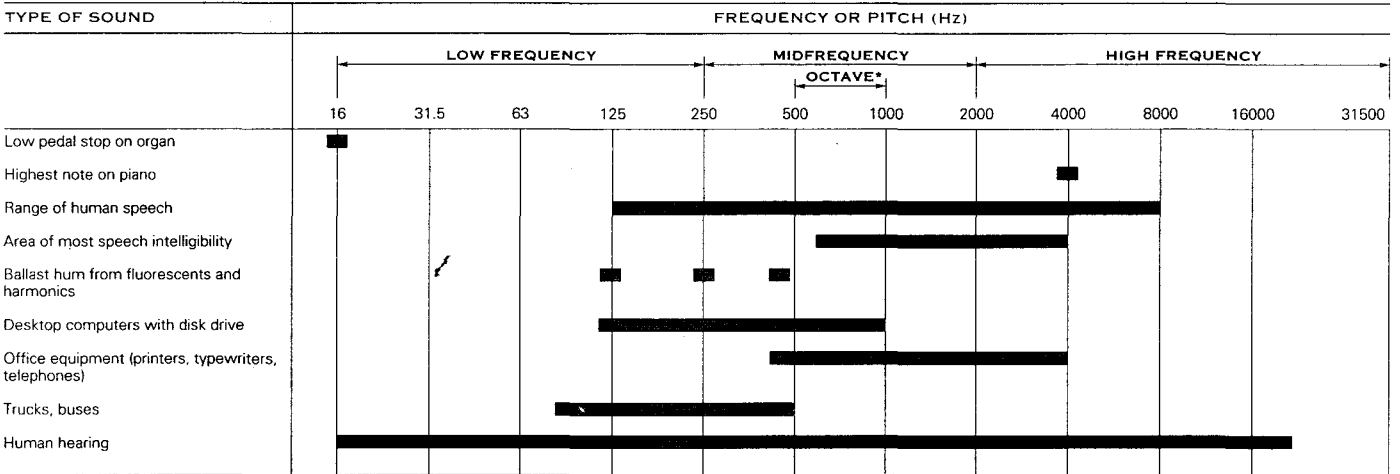 TYPE OF SOUND
FREQUENCY OR PITCH (Hz)
LOW FREQUENCY
MIDFREQUENCY
HIGH FREQUENCY
OCTAVE*
16 31.5 63 125 250 500 1000 2000 4000 8000 16000 31500
Low pedal stop on organ
Highest note on piano
Range of human speech
Area of most speech intelligibility
Ballast hum from fluorescents and
harmonics
Desktop computers with disk drive
Office equipment (printers, typewriters,
telephones)
Trucks, buses
Human hearing